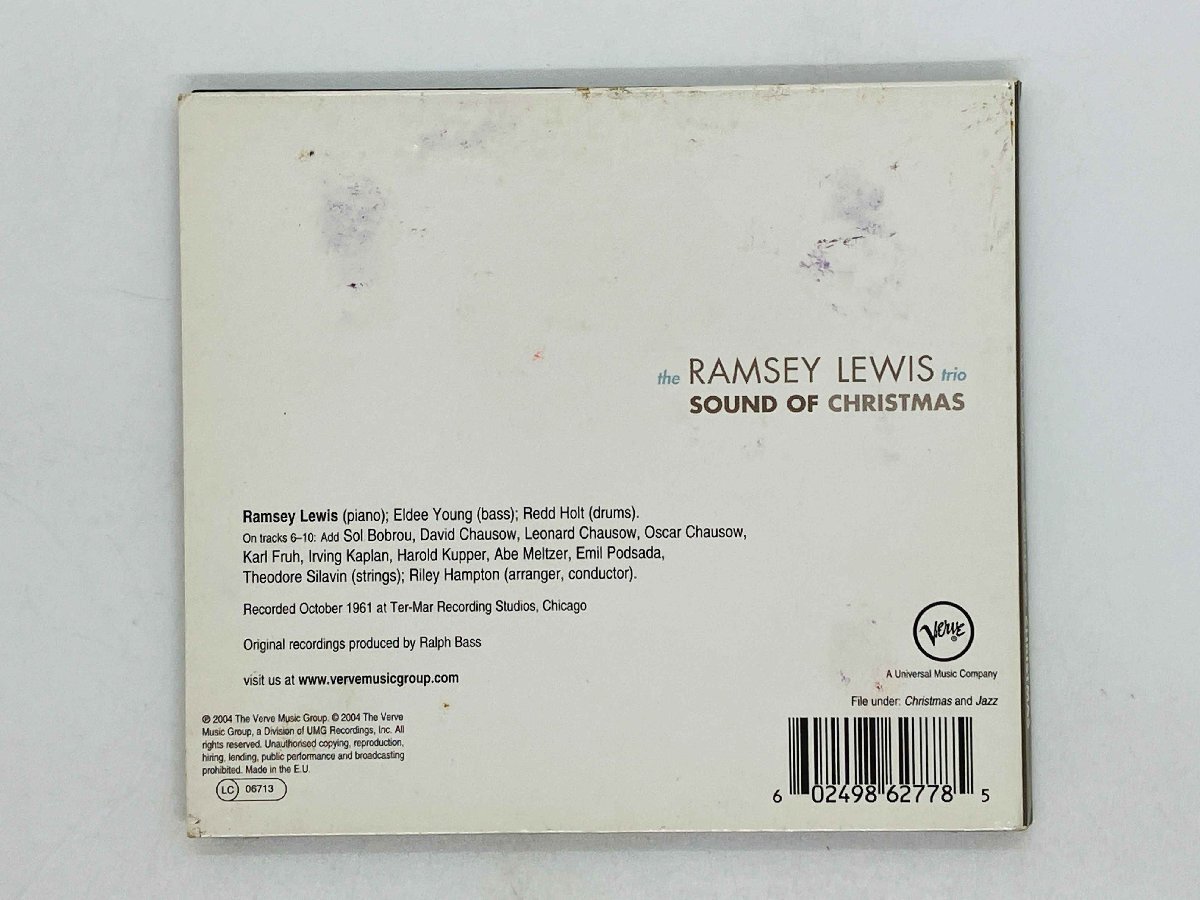 the RAMSEY LEWIS trio
SOUND OF CHRISTMAS
Ramsey Lewis (piano); Eldee Young (bass); Redd Holt (drums).
On tracks 6–10: Add Sol Bobrou, David Chausow, Leonard Chausow, Oscar Chausow,
Karl Fruh, Irving Kaplan, Harold Kupper, Abe Meltzer, Emil Podsada,
Theodore Silavin (strings); Riley Hampton (arranger, conductor).
Recorded October 1961 at Ter-Mar Recording Studios, Chicago
Original recordings produced by Ralph Bass
visit us at www.vervemusicgroup.com
Verve ®
A Universal Music Company
File under: Christmas and Jazz
℗ 2004 The Verve Music Group. © 2004 The Verve
Music Group, a Division of UMG Recordings, Inc. All
rights reserved. Unauthorised copying, reproduction,
hiring, lending, public performance and broadcasting
prohibited. Made in the E.U.
LC 06713
6 02498 62778 5